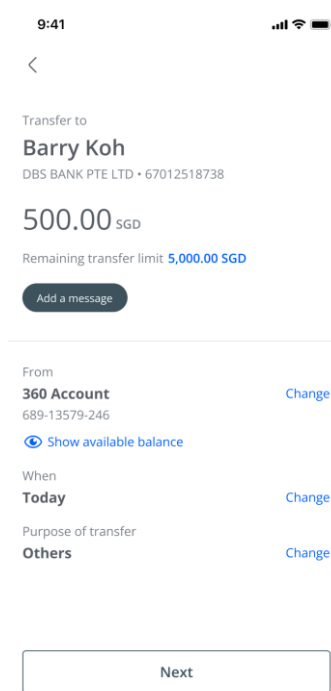 9:41
Transfer to
Barry Koh
DBS BANK PTE LTD • 67012518738
500.00 SGD
Remaining transfer limit 5,000.00 SGD
Add a message
From
360 Account Change
689-13579-246
Show available balance
When
Today Change
Purpose of transfer
Others Change
Next